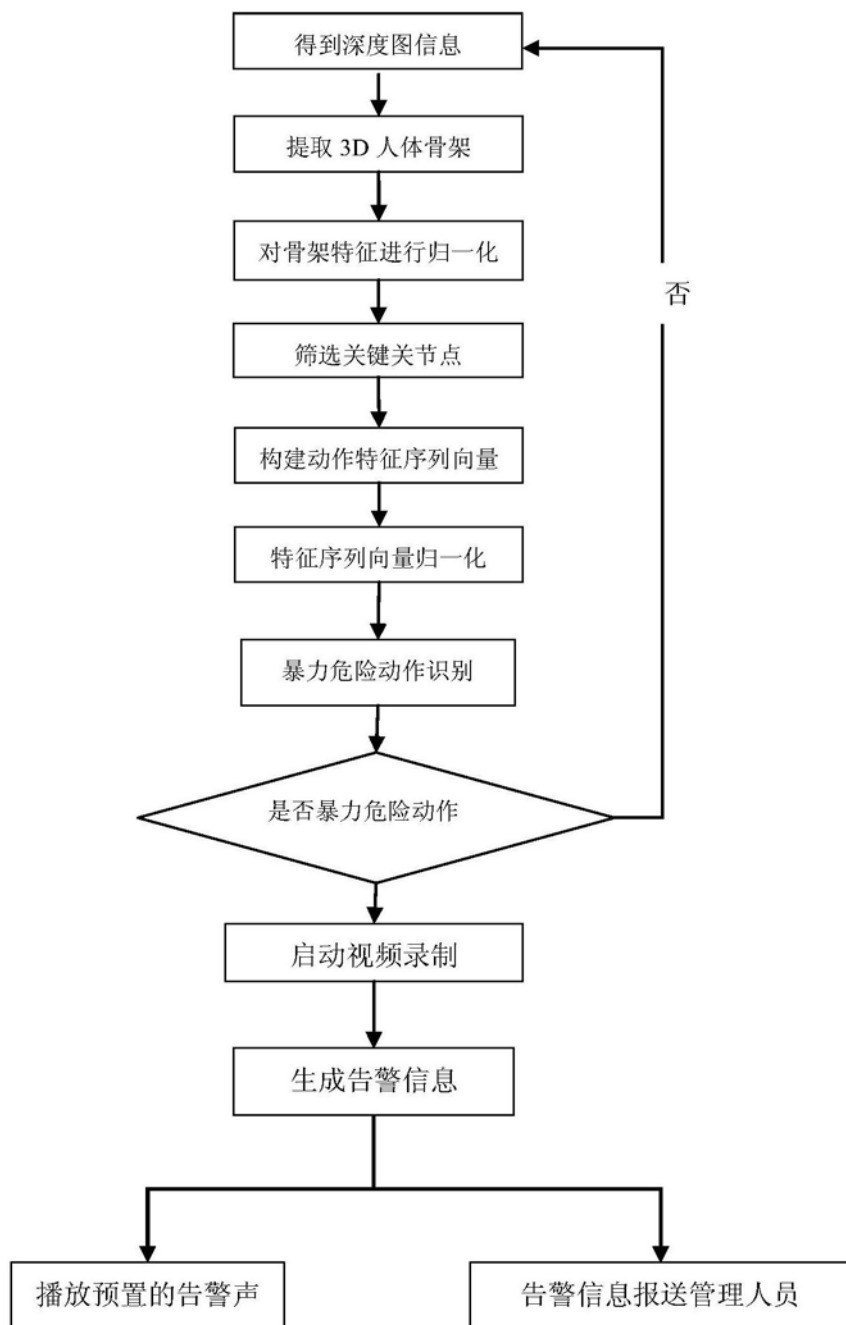 得到深度图信息
提取 3D 人体骨架
对骨架特征进行归一化
否
筛选关键关节点
构建动作特征序列向量
特征序列向量归一化
暴力危险动作识别
是否暴力危险动作
启动视频录制
生成告警信息
播放预置的告警声
告警信息报送管理人员